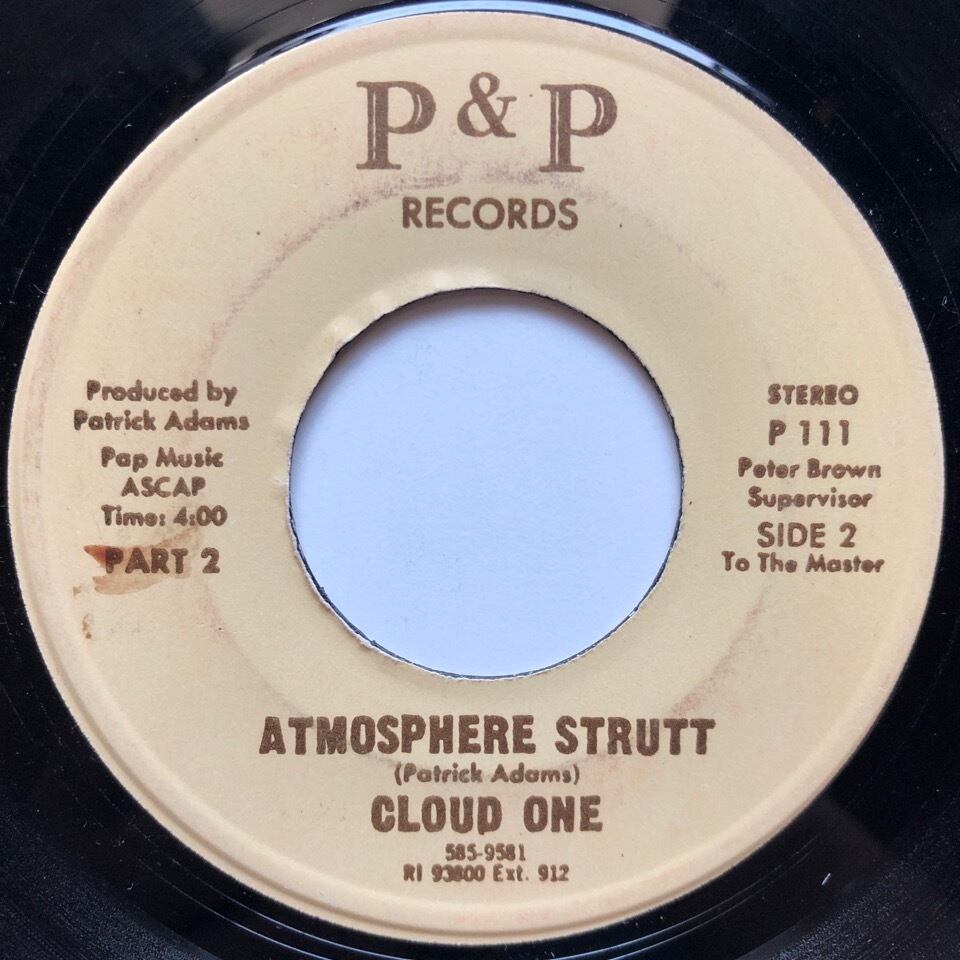 P & P
RECORDS
Produced by
Patrick Adams
Pap Music
ASCAP
Time: 4:00
PART 2
STEREO
P 111
Peter Brown
Supervisor
SIDE 2
To The Master
ATMOSPHERE STRUTT
(Patrick Adams)
CLOUD ONE
585-9581
RI 93800 Ext. 912